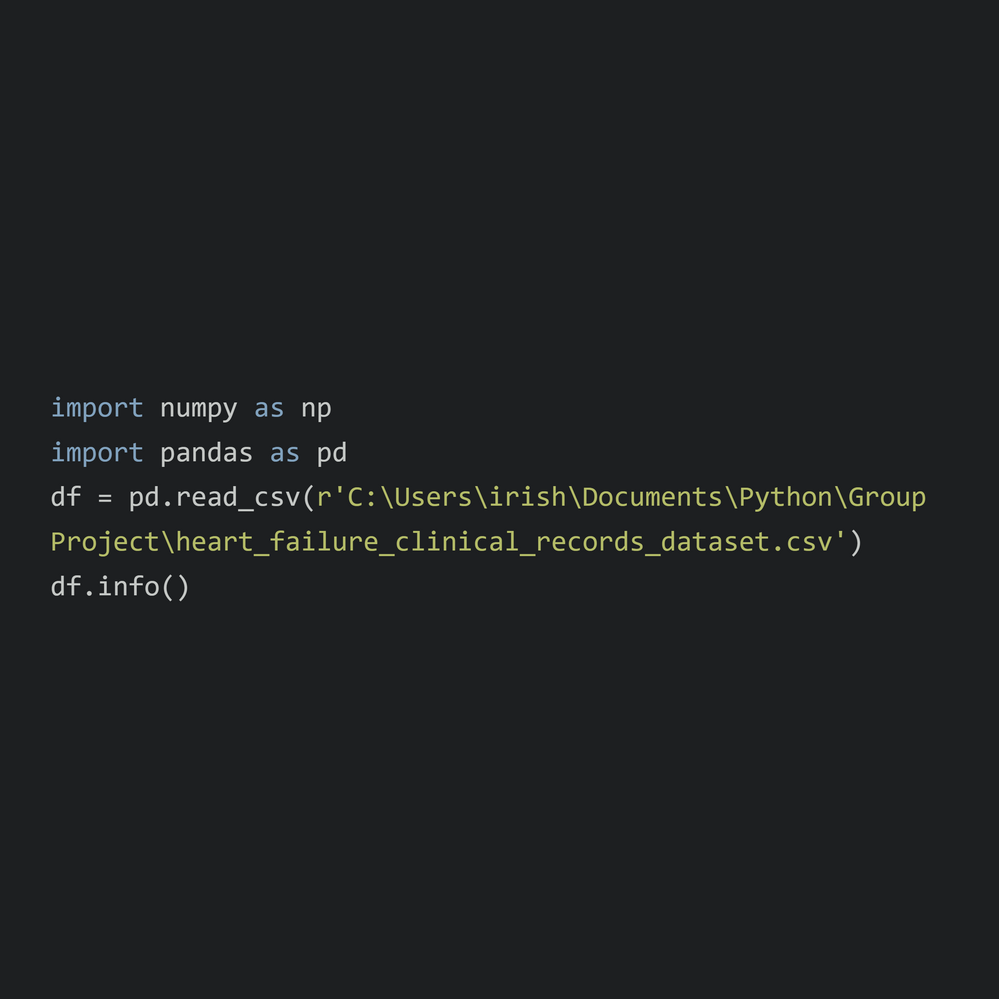 import numpy as np
import pandas as pd
df = pd.read_csv(r'C:\Users\irish\Documents\Python\Group
Project\heart_failure_clinical_records_dataset.csv')
df.info()